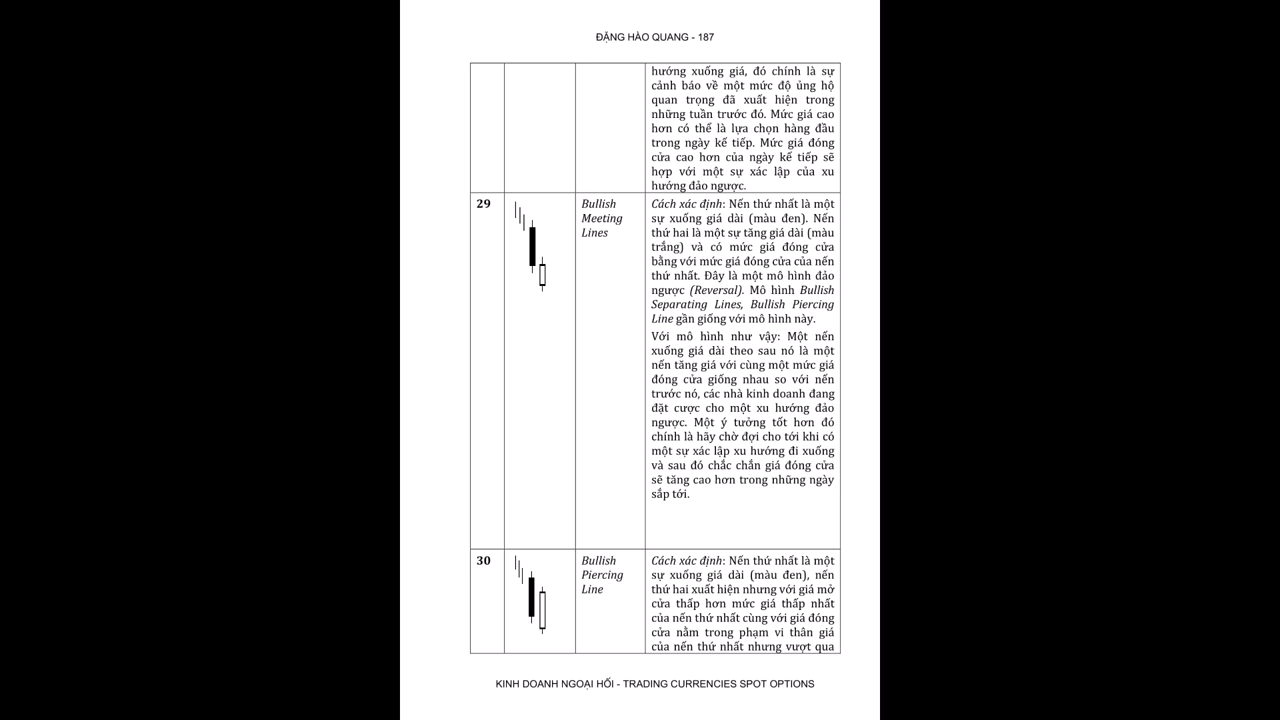 ĐẶNG HÀO QUANG - 187
hướng xuống giá, đó chính là sự
cảnh báo về một mức độ ủng hộ
quan trọng đã xuất hiện trong
những tuần trước đó. Mức giá cao
hơn có thể là lựa chọn hàng đầu
trong ngày kế tiếp. Mức giá đóng
cửa cao hơn của ngày kế tiếp sẽ
hợp với một sự xác lập của xu
hướng đảo ngược.
29
Bullish
Meeting
Lines
Cách xác định: Nến thứ nhất là một
sự xuống giá dài (màu đen). Nến
thứ hai là một sự tăng giá dài (màu
trắng) và có mức giá đóng cửa
bằng với mức giá đóng cửa của nến
thứ nhất. Đây là một mô hình đảo
ngược (Reversal). Mô hình Bullish
Separating Lines, Bullish Piercing
Line gần giống với mô hình này.
Với mô hình như vậy: Một nến
xuống giá dài theo sau nó là một
nến tăng giá với cùng một mức giá
đóng cửa giống nhau so với nến
trước nó, các nhà kinh doanh đang
đặt cược cho một xu hướng đảo
ngược. Một ý tưởng tốt hơn đó
chính là hãy chờ đợi cho tới khi có
một sự xác lập xu hướng đi xuống
và sau đó chắc chắn giá đóng cửa
sẽ tăng cao hơn trong những ngày
sắp tới.
30
Bullish
Piercing
Line
Cách xác định: Nến thứ nhất là một
sự xuống giá dài (màu đen), nến
thứ hai xuất hiện nhưng với giá mở
cửa thấp hơn mức giá thấp nhất
của nến thứ nhất cùng với giá đóng
cửa nằm trong phạm vi thân giá
của nến thứ nhất nhưng vượt qua
KINH DOANH NGOẠI HỐI - TRADING CURRENCIES SPOT OPTIONS